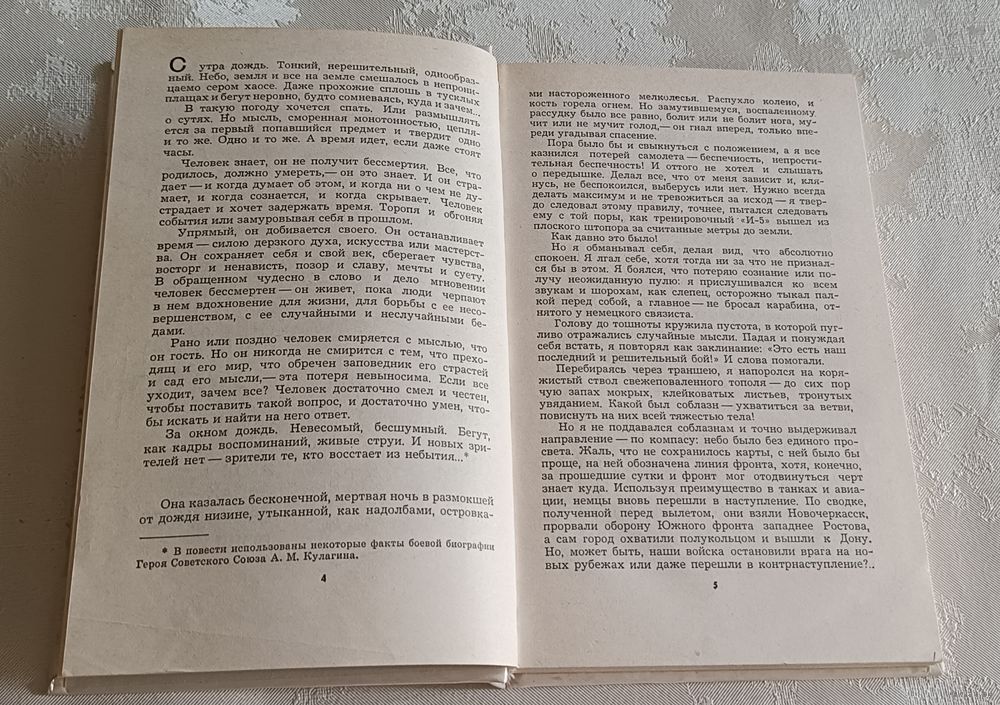 С утра дождь. Тонкий, нерешительный, однообраз-
ный. Небо, земля и все на земле смешалось в непрони-
цаемо сером хаосе. Даже прохожие сплошь в тусклых
плащах и бегут неровно, будто сомневаясь, куда и зачем...
В такую погоду хочется спать. Или размышлять
о сутях. Но мысль, сморенная монотонностью, цепля-
ется за первый попавшийся предмет и твердит одно
и то же. Одно и то же. А время идет, если даже стоят
часы.
Человек знает, он не получит бессмертия. Все, что
родилось, должно умереть,— он это знает. И он стра-
дает — и когда думает об этом, и когда ни о чем не ду-
мает, и когда сознается, и когда скрывает. Человек
страдает и хочет задержать время. Торопя и обгоняя
события или замуровывая себя в прошлом.
Упрямый, он добивается своего. Он останавливает
время — силою дерзкого духа, искусства или мастерст-
ва. Он сохраняет себя и свой век, сберегает чувства,
восторг и ненависть, позор и славу, мечты и суету.
В обращенном чудесно в слово и дело мгновении
человек бессмертен — он живет, пока люди черпают
в нем вдохновение для жизни, для борьбы с ее несо-
вершенством, с ее случайными и неслучайными бе-
дами.
Рано или поздно человек смиряется с мыслью, что
он гость. Но он никогда не смирится с тем, что прехо-
дящ и его мир, что обречен заповедник его страстей
и сад его мысли,— эта потеря невыносима. Если все
уходит, зачем все? Человек достаточно смел и честен,
чтобы поставить такой вопрос, и достаточно умен, что-
бы искать и найти на него ответ.
За окном дождь. Невесомый, бесшумный. Бегут,
как кадры воспоминаний, живые струи. И новых зри-
телей нет — зрители те, кто восстает из небытия...*
Она казалась бесконечной, мертвая ночь в размокшей
от дождя низине, утыканной, как надолбами, островка-
* В повести использованы некоторые факты боевой биографии
Героя Советского Союза А. М. Кулагина.
4
ми настороженного мелколесья. Распухло колено, и
кость горела огнем. Но замутившемуся, воспаленному
рассудку было все равно, болит или не болит нога, му-
чит или не мучит голод,— он гнал вперед, только впе-
реди угадывая спасение.
Пора было бы и свыкнуться с положением, а я все
казнился потерей самолета — беспечность, непрости-
тельная беспечность! И оттого не хотел и слышать
о передышке. Делал все, что от меня зависит и, кля-
нусь, не беспокоился, выберусь или нет. Нужно всегда
делать максимум и не тревожиться за исход — я твер-
до следовал этому правилу, точнее, пытался следовать
ему с той поры, как тренировочный «И-5» вышел из
плоского штопора за считанные метры до земли.
Как давно это было!
Но я обманывал себя, делая вид, что абсолютно
спокоен. Я лгал себе, хотя тогда ни за что не признал-
ся бы в этом. Я боялся, что потеряю сознание или по-
лучу неожиданную пулю: я прислушивался ко всем
звукам и шорохам, как слепец, осторожно тыкал пал-
кой перед собой, а главное — не бросал карабина, от-
нятого у немецкого связиста.
Голову до тошноты кружила пустота, в которой пуг-
ливо отражались случайные мысли. Падая и понуждая
себя встать, я повторял как заклинание: «Это есть наш
последний и решительный бой!» И слова помогали.
Перебираясь через траншею, я напоролся на коря-
жистый ствол свежеповаленного тополя — до сих пор
чую запах мокрых, клейковатых листьев, тронутых
увяданием. Какой был соблазн — ухватиться за ветви,
повиснуть на них всей тяжестью тела!
Но я не поддавался соблазнам и точно выдерживал
направление — по компасу: небо было без единого про-
света. Жаль, что не сохранилось карты, с ней было бы
проще, на ней обозначена линия фронта, хотя, конечно,
за прошедшие сутки и фронт мог отодвинуться черт
знает куда. Используя преимущество в танках и авиа-
ции, немцы вновь перешли в наступление. По сводке,
полученной перед вылетом, они взяли Новочеркасск,
прорвали оборону Южного фронта западнее Ростова,
а сам город охватили полукольцом и вышли к Дону.
Но, может быть, наши войска остановили врага на но-
вых рубежах или даже перешли в контрнаступление?..
5